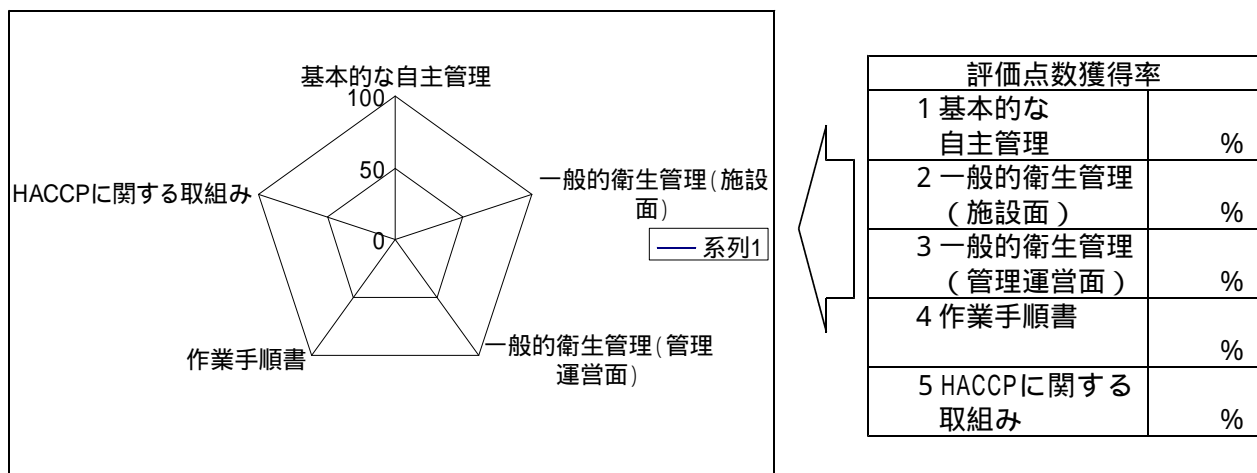 基本的な自主管理
100
50
0
HACCPに関する取組み
一般的衛生管理(施設
面)
系列1
作業手順書
一般的衛生管理(管理
運営面)
評価点数獲得率
1 基本的な
自主管理 %
2 一般的衛生管理
(施設面) %
3 一般的衛生管理
(管理運営面) %
4 作業手順書
%
5 HACCPに関する
取組み %